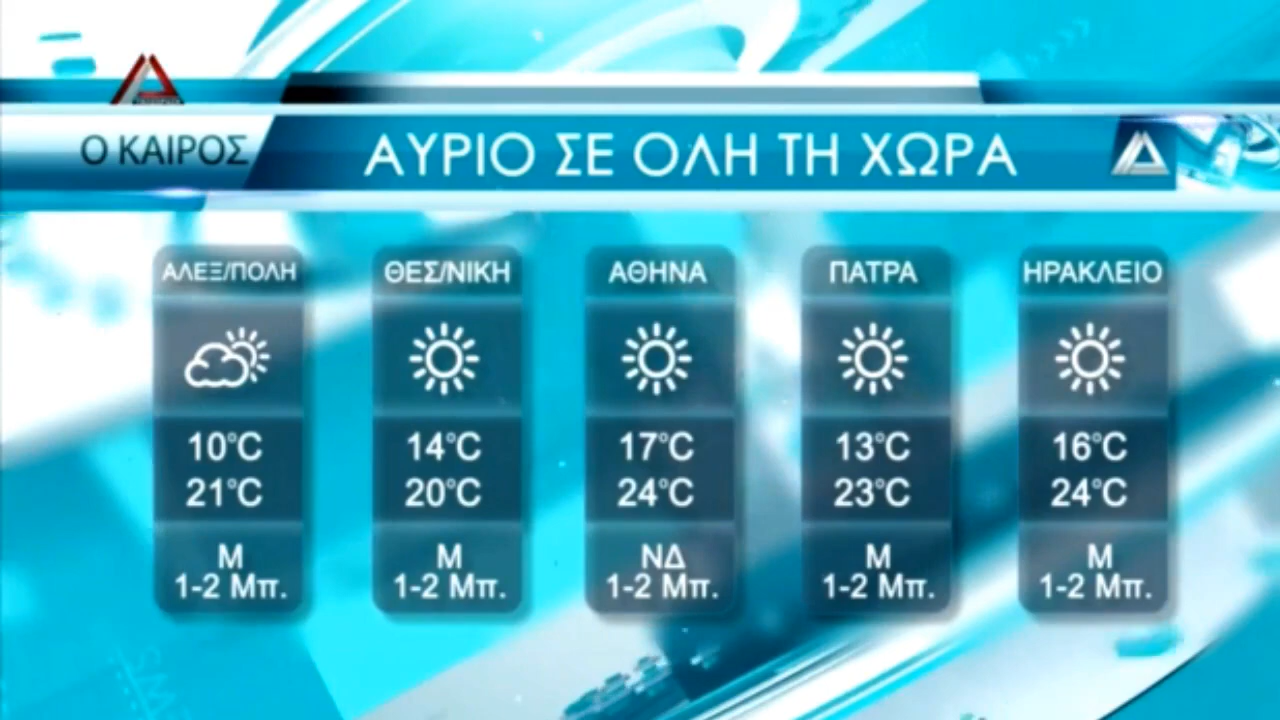 Ο ΚΑΙΡΟΣ
ΑΥΡΙΟ ΣΕ ΟΛΗ ΤΗ ΧΩΡΑ
ΑΛΕΞ/ΠΟΛΗ
10°C
21°C
Μ
1-2 Μπ.
ΘΕΣ/ΝΙΚΗ
14°C
20°C
Μ
1-2 Μπ.
ΑΘΗΝΑ
17°C
24°C
ΝΔ
1-2 Μπ.
ΠΑΤΡΑ
13°C
23°C
Μ
1-2 Μπ.
ΗΡΑΚΛΕΙΟ
16°C
24°C
Μ
1-2 Μπ.